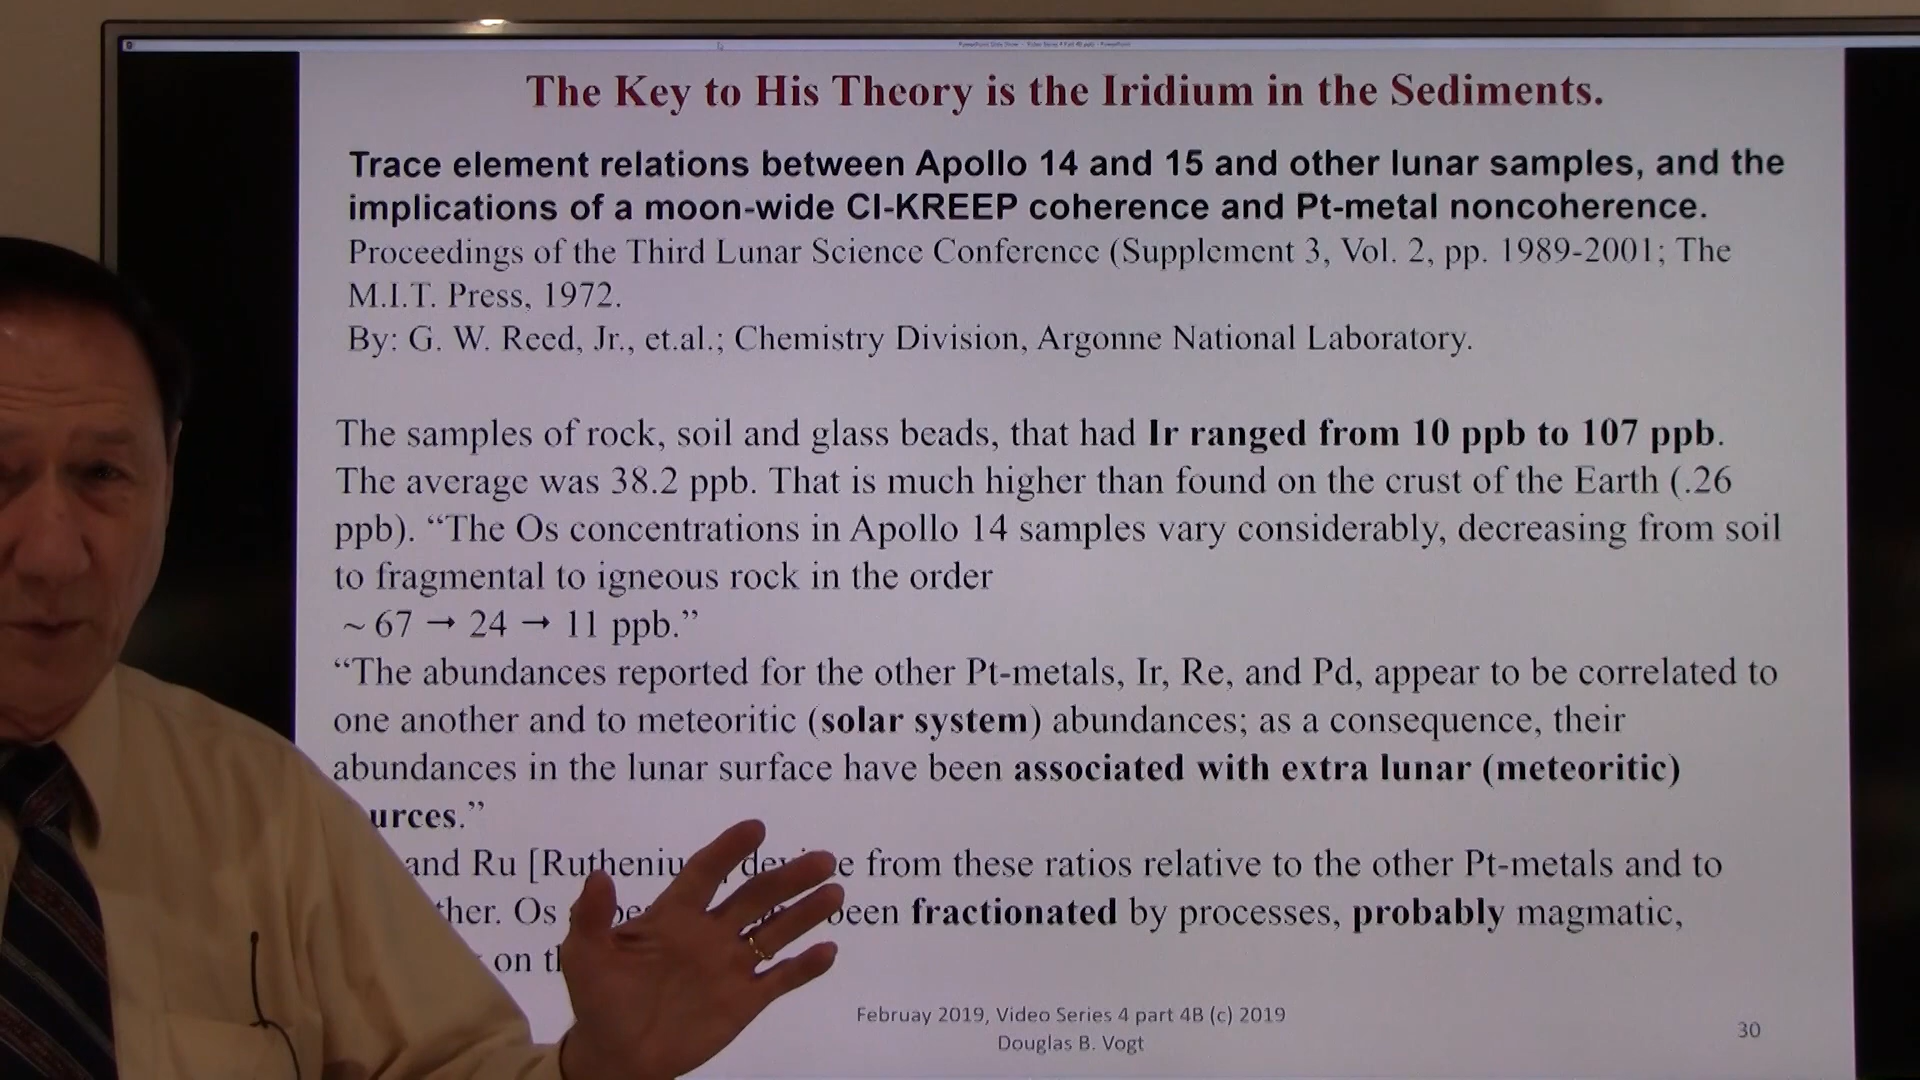 The Key to His Theory is the Iridium in the Sediments.
Trace element relations between Apollo 14 and 15 and other lunar samples, and the
implications of a moon-wide Cl-KREEP coherence and Pt-metal noncoherence.
Proceedings of the Third Lunar Science Conference (Supplement 3, Vol. 2, pp. 1989-2001; The
M.I.T. Press, 1972.
By: G. W. Reed, Jr., et.al.; Chemistry Division, Argonne National Laboratory.
The samples of rock, soil and glass beads, that had Ir ranged from 10 ppb to 107 ppb.
The average was 38.2 ppb. That is much higher than found on the crust of the Earth (.26
ppb). “The Os concentrations in Apollo 14 samples vary considerably, decreasing from soil
to fragmental to igneous rock in the order
~ 67 → 24 → 11 ppb.”
“The abundances reported for the other Pt-metals, Ir, Re, and Pd, appear to be correlated to
one another and to meteoritic (solar system) abundances; as a consequence, their
abundances in the lunar surface have been associated with extra lunar (meteoritic)
urces.”
and Ru [Rutheniu e from these ratios relative to the other Pt-metals and to
ther. Os been fractionated by processes, probably magmatic,
on
Februay 2019, Video Series 4 part 4B (c) 2019
Douglas B. Vogt
30